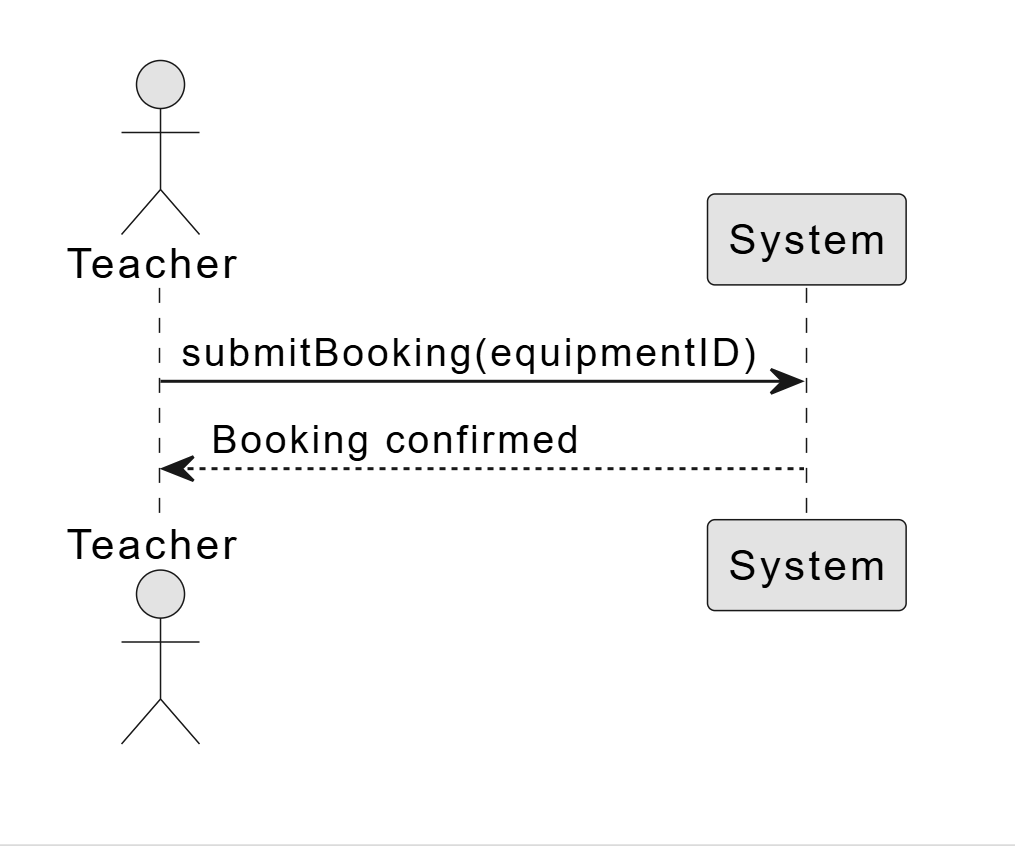 Teacher
System
submitBooking(equipmentID)
Booking confirmed
Teacher
System